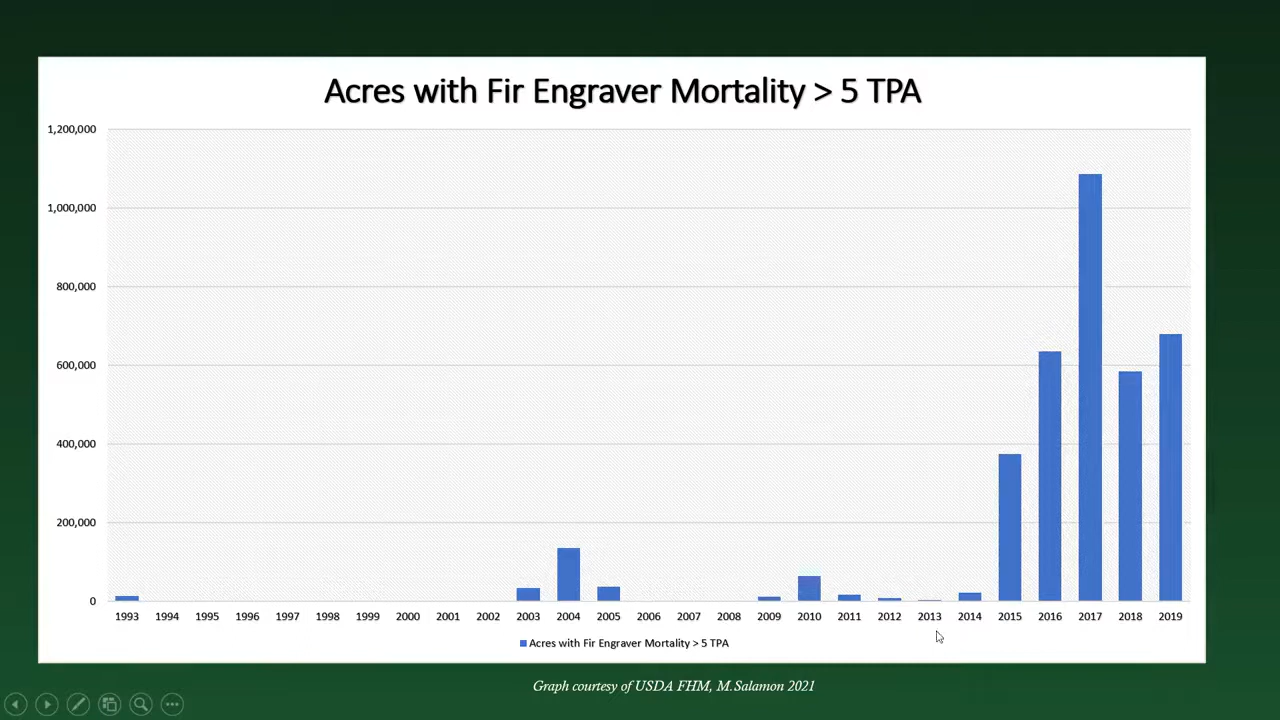 Acres with Fir Engraver Mortality > 5 TPA
1,200,000
1,000,000
800,000
600,000
400,000
200,000
0
1993 1994 1995 1996 1997 1998 1999 2000 2001 2002 2003 2004 2005 2006 2007 2008 2009 2010 2011 2012 2013 2014 2015 2016 2017 2018 2019
Acres with Fir Engraver Mortality > 5 TPA
Graph courtesy of USDA FHM, M.Salamon 2021